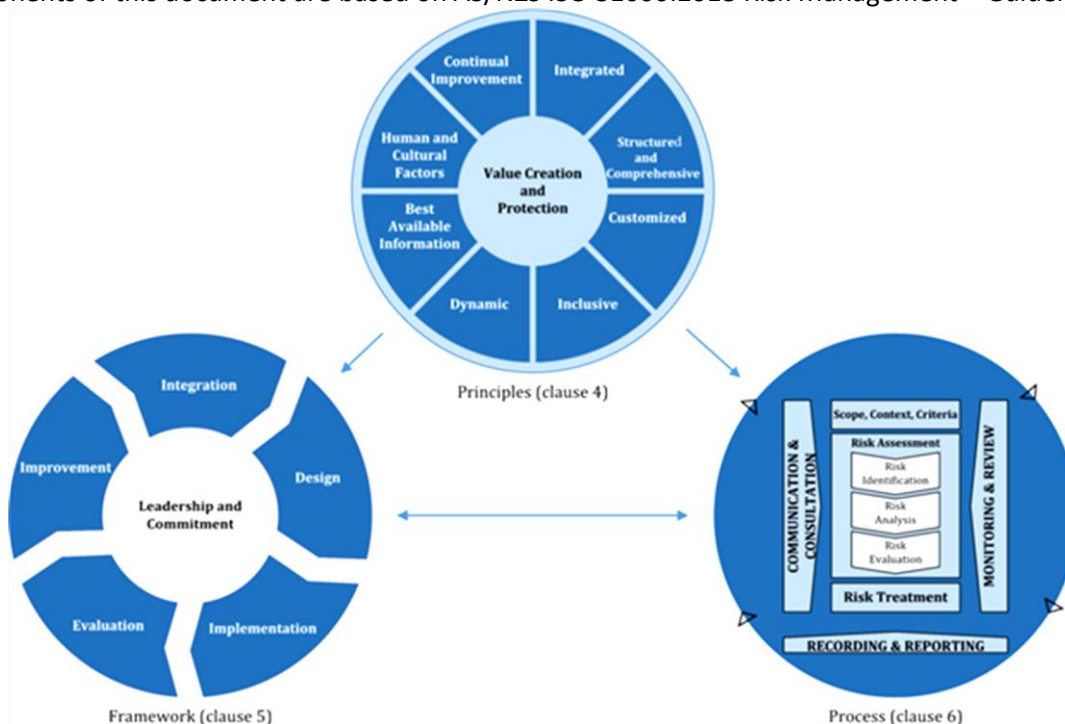 of this document are based on AS/NZS ISO 31000:2018 Risk Management –
Continual
Improvement
Integrated
Human and
Cultural
Factors
Structured
and
Comprehensive
Value Creation
and
Protection
Best
Available
Information
Customized
Dynamic
Inclusive
Principles (clause 4)
Integration
Improvement
Design
Leadership and
Commitment
Evaluation
Implementation
Framework (clause 5)
Scope, Context, Criteria
COMMUNICATION &
CONSULTATION
Risk Assessment
Risk
Identification
Risk
Analysis
Risk
Evaluation
MONITORING & REVIEW
Risk Treatment
RECORDING & REPORTING
Process (clause 6)